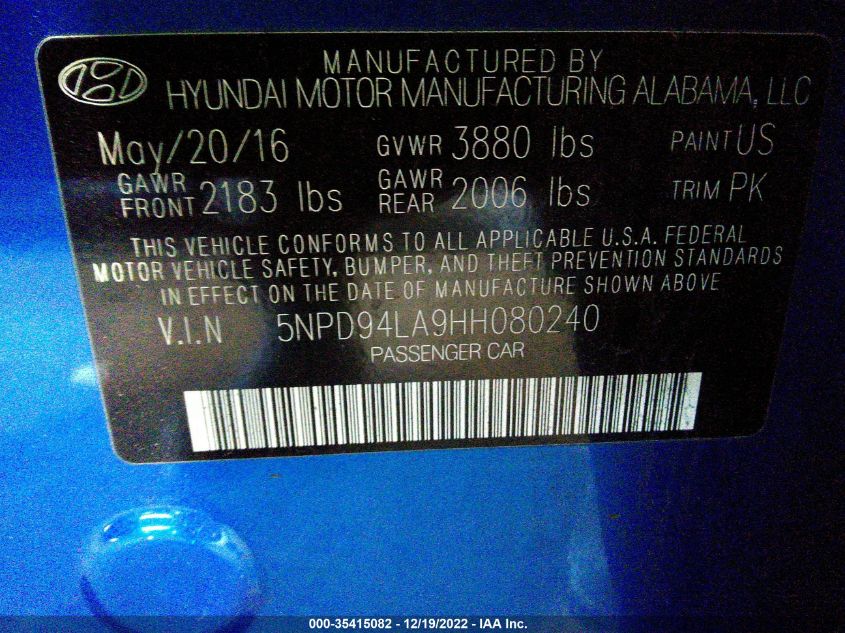 MANUFACTURED BY
HYUNDAI MOTOR MANUFACTURING ALABAMA, LLC
May/20/16 GVWR 3880 lbs PAINT US
GAWR FRONT 2183 lbs GAWR REAR 2006 lbs TRIM PK
THIS VEHICLE CONFORMS TO ALL APPLICABLE U.S.A. FEDERAL
MOTOR VEHICLE SAFETY, BUMPER, AND THEFT PREVENTION STANDARDS
IN EFFECT ON THE DATE OF MANUFACTURE SHOWN ABOVE
V.I.N 5NPD94LA9HH080240
PASSENGER CAR
000-35415082 - 12/19/2022 - IAA Inc.